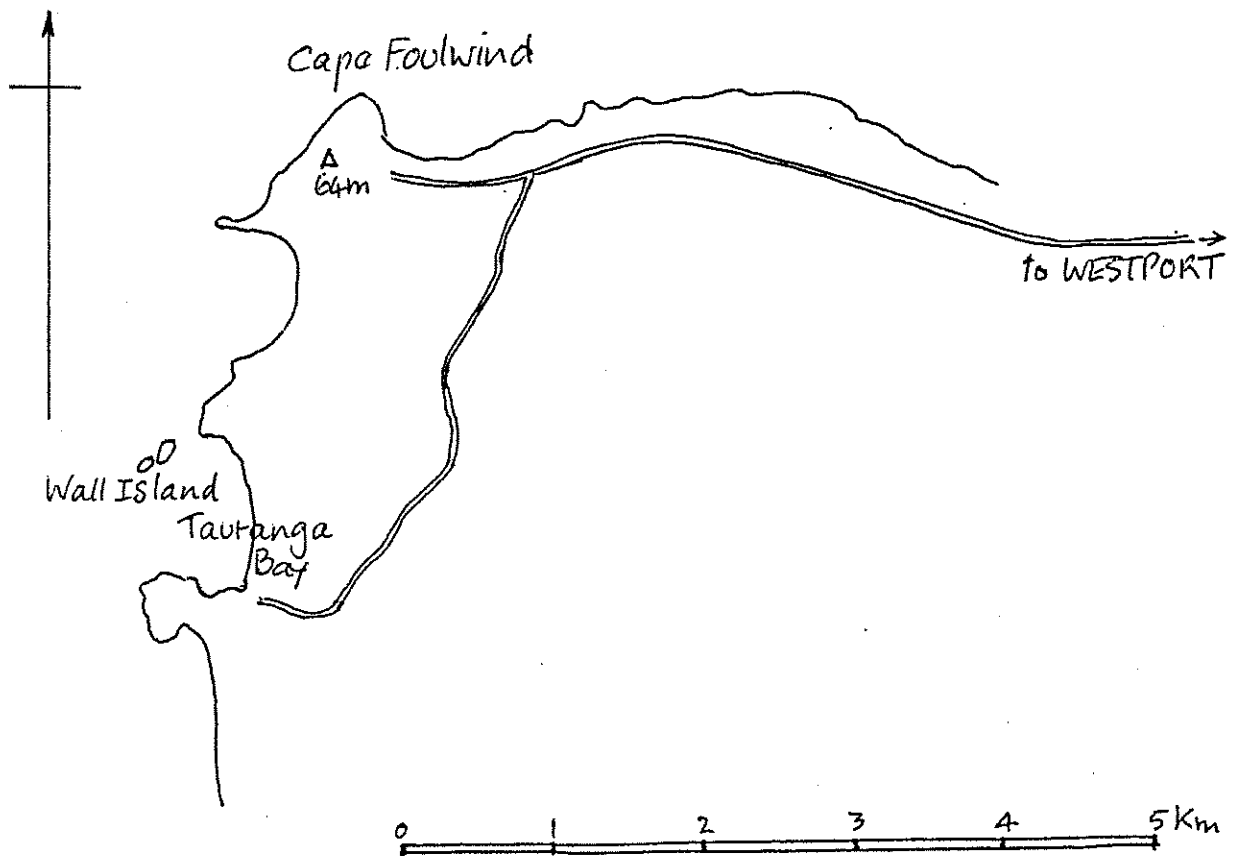 Cape Foulwind
64m
to WESTPORT
Wall Island
Tauranga
Bay
0 1 2 3 4 5 Km